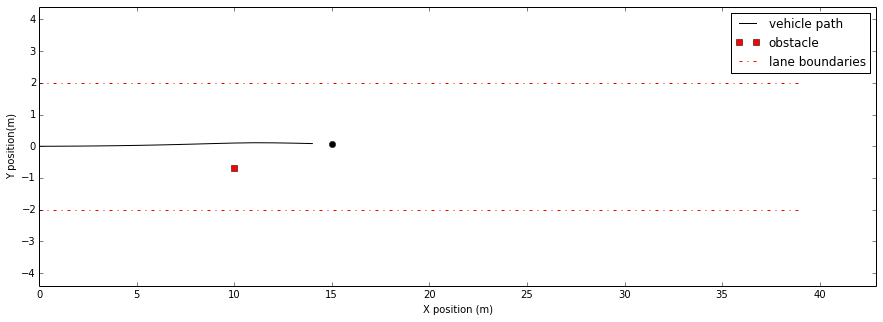 4
3
2
1
0
−1
−2
−3
−4
Y position(m)
vehicle path
obstacle
lane boundaries
0 5 10 15 20 25 30 35 40
X position (m)